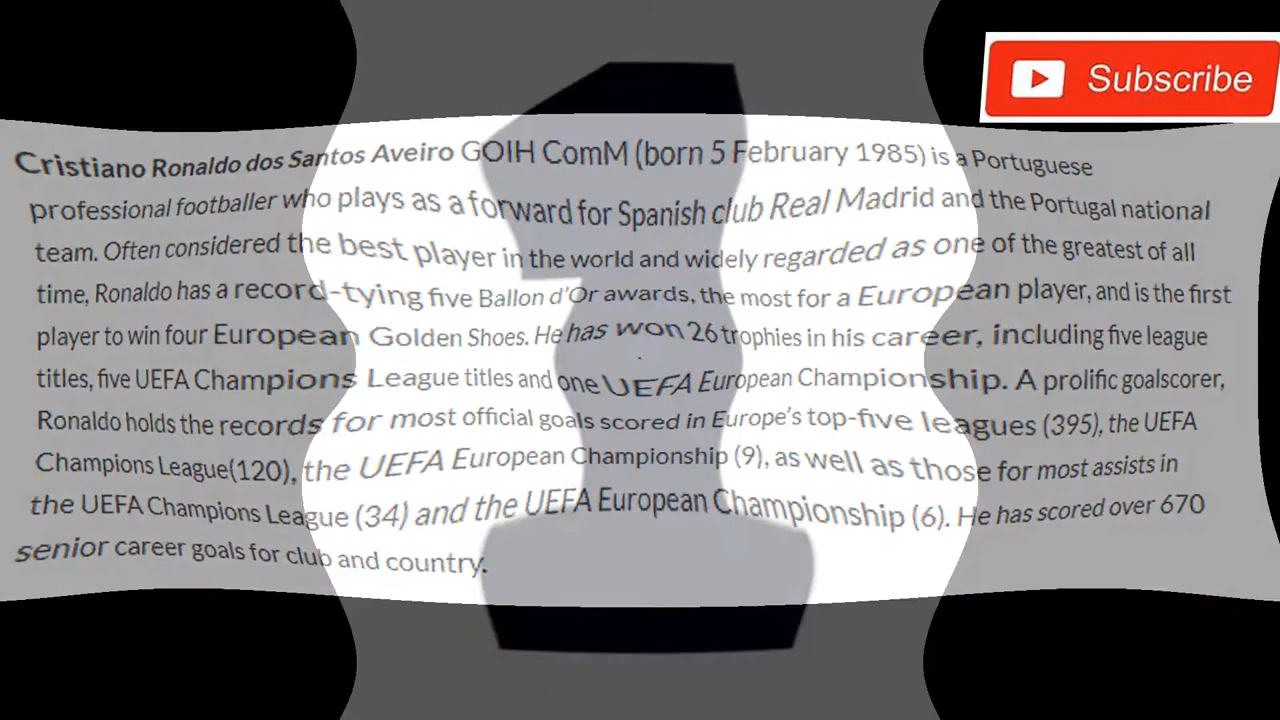 Subscribe
Cristiano Ronaldo dos Santos Aveiro GOIH ComM (born 5 February 1985) is a Portuguese
professional footballer who plays as a forward for Spanish club Real Madrid and the Portugal national
team. Often considered the best player in the world and widely regarded as one of the greatest of all
time, Ronaldo has a record-tying five Ballon d'Or awards, the most for a European player, and is the first
player to win four European Golden Shoes. He has won 26 trophies in his career, including five league
titles, five UEFA Champions League titles and one UEFA European Championship. A prolific goalscorer,
Ronaldo holds the records for most official goals scored in Europe's top-five leagues (395), the UEFA
Champions League(120), the UEFA European Championship (9), as well as those for most assists in
the UEFA Champions League (34) and the UEFA European Championship (6). He has scored over 670
senior career goals for club and country.
1